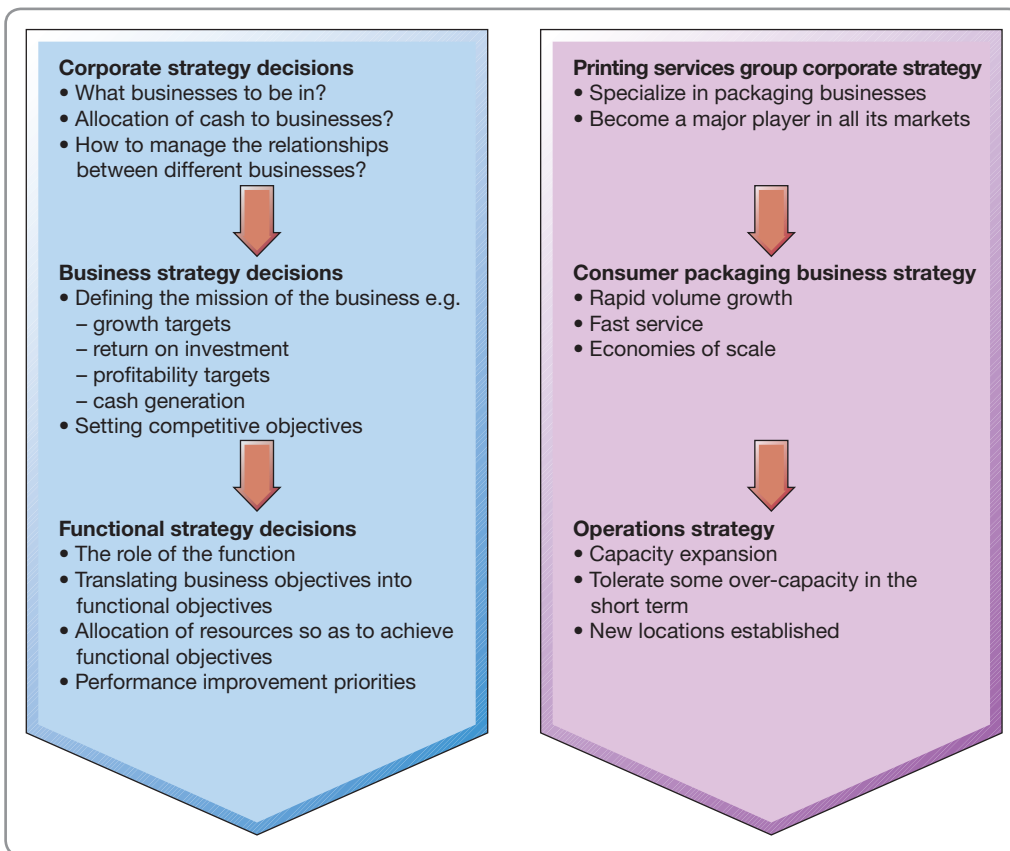 Corporate strategy decisions
• What businesses to be in?
• Allocation of cash to businesses?
• How to manage the relationships
between different businesses?
Business strategy decisions
• Defining the mission of the business e.g.
– growth targets
– return on investment
– profitability targets
– cash generation
• Setting competitive objectives
Functional strategy decisions
• The role of the function
• Translating business objectives into
functional objectives
• Allocation of resources so as to achieve
functional objectives
• Performance improvement priorities
Printing services group corporate strategy
• Specialize in packaging businesses
• Become a major player in all its markets
Consumer packaging business strategy
• Rapid volume growth
• Fast service
• Economies of scale
Operations strategy
• Capacity expansion
• Tolerate some over-capacity in the
short term
• New locations established